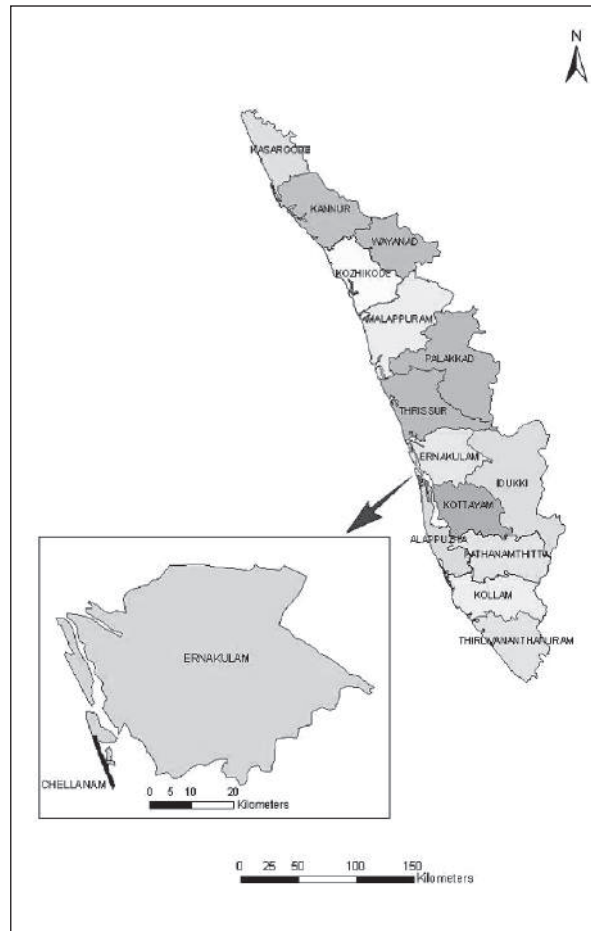 N
KASARGODE
KANNUR
WAYANAD
KOZHIKODE
MALAPPURAM
PALAKKAD
THRISSUR
ERNAKULAM
IDUKKI
KOTTAYAM
ALAPPUZHA
PATHANAMTHITTA
KOLLAM
THIRUVANANTHAPURAM
ERNAKULAM
CHELLANAM
0 5 10 20
Kilometers
0 25 50 100 150
Kilometers